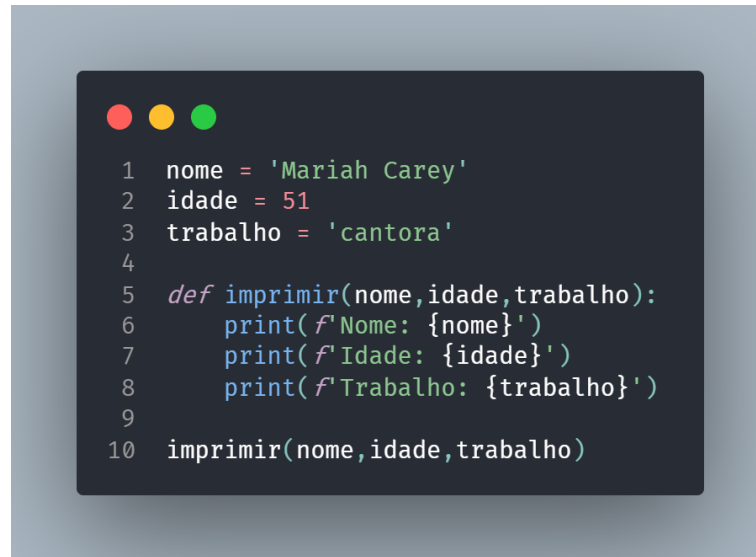 1 nome = 'Mariah Carey'
2 idade = 51
3 trabalho = 'cantora'
4
5 def imprimir(nome,idade,trabalho):
6     print(f'Nome: {nome}')
7     print(f'Idade: {idade}')
8     print(f'Trabalho: {trabalho}')
9
10 imprimir(nome,idade,trabalho)